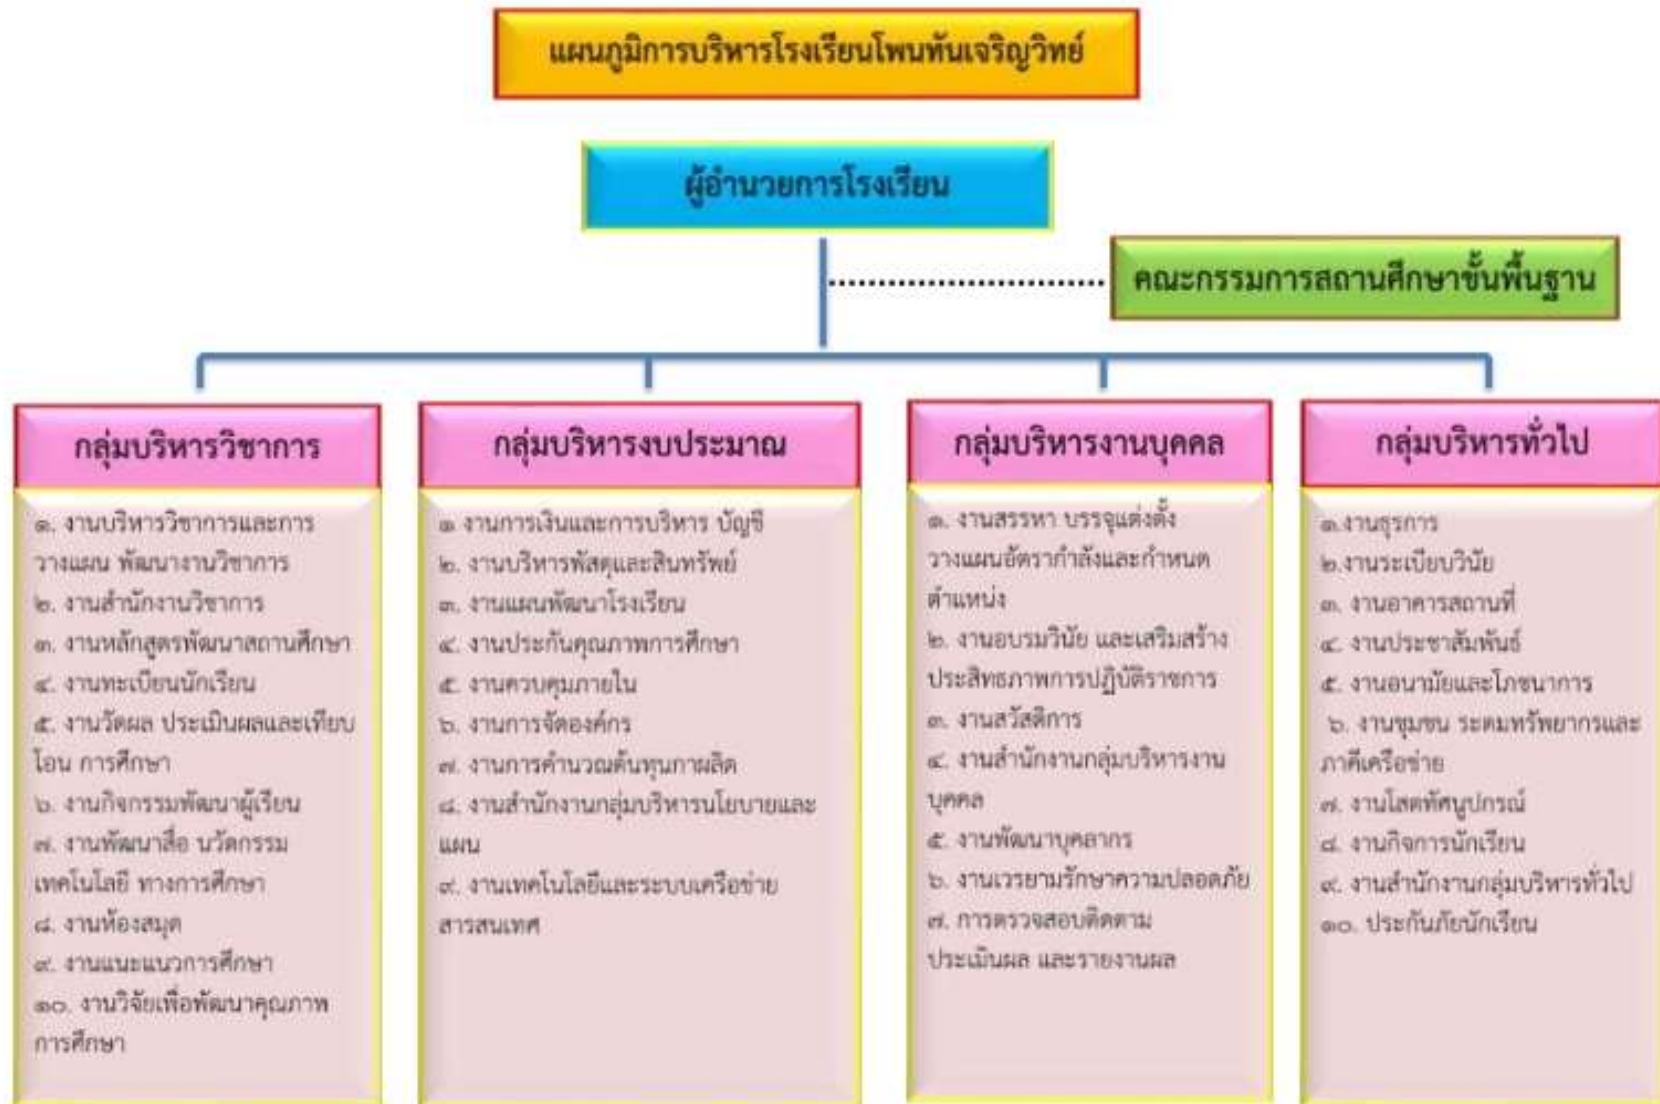 แผนภูมิการบริหารโรงเรียนโพนทันเจริญวิทย์
ผู้อำนวยการโรงเรียน
คณะกรรมการสถานศึกษาขั้นพื้นฐาน
กลุ่มบริหารวิชาการ
๑. งานบริหารวิชาการและการ
วางแผน พัฒนางานวิชาการ
๒. งานสำนักงานวิชาการ
๓. งานหลักสูตรพัฒนาสถานศึกษา
๔. งานทะเบียนนักเรียน
๕. งานวัดผล ประเมินผลและเทียบ
โอน การศึกษา
๖. งานกิจกรรมพัฒนาผู้เรียน
๗. งานพัฒนาสื่อ นวัตกรรม
เทคโนโลยี ทางการศึกษา
๘. งานห้องสมุด
๙. งานแนะแนวการศึกษา
๑๐. งานวิจัยเพื่อพัฒนาคุณภาพ
การศึกษา
กลุ่มบริหารงบประมาณ
๑ งานการเงินและการบริหาร บัญชี
๒. งานบริหารพัสดุและสินทรัพย์
๓. งานแผนพัฒนาโรงเรียน
๔. งานประกันคุณภาพการศึกษา
๕. งานควบคุมภายใน
๖. งานการจัดองค์กร
๗. งานการคำนวณต้นทุนกาผลิต
๘. งานสำนักงานกลุ่มบริหารนโยบายและ
แผน
๙. งานเทคโนโลยีและระบบเครือข่าย
สารสนเทศ
กลุ่มบริหารงานบุคคล
๑. งานสรรหา บรรจุแต่งตั้ง
วางแผนอัตรากำลังและกำหนด
ตำแหน่ง
๒. งานอบรมวินัย และเสริมสร้าง
ประสิทธภาพการปฏิบัติราชการ
๓. งานสวัสดิการ
๔. งานสำนักงานกลุ่มบริหารงาน
บุคคล
๕. งานพัฒนาบุคลากร
๖. งานเวรยามรักษาความปลอดภัย
๗. การตรวจสอบติดตาม
ประเมินผล และรายงานผล
กลุ่มบริหารทั่วไป
๑.งานธุรการ
๒.งานระเบียบวินัย
๓. งานอาคารสถานที่
๔. งานประชาสัมพันธ์
๕. งานอนามัยและโภชนาการ
๖. งานชุมชน ระดมทรัพยากรและ
ภาคีเครือข่าย
๗. งานโสตทัศนูปกรณ์
๘. งานกิจการนักเรียน
๙. งานสำนักงานกลุ่มบริหารทั่วไป
๑๐. ประกันภัยนักเรียน